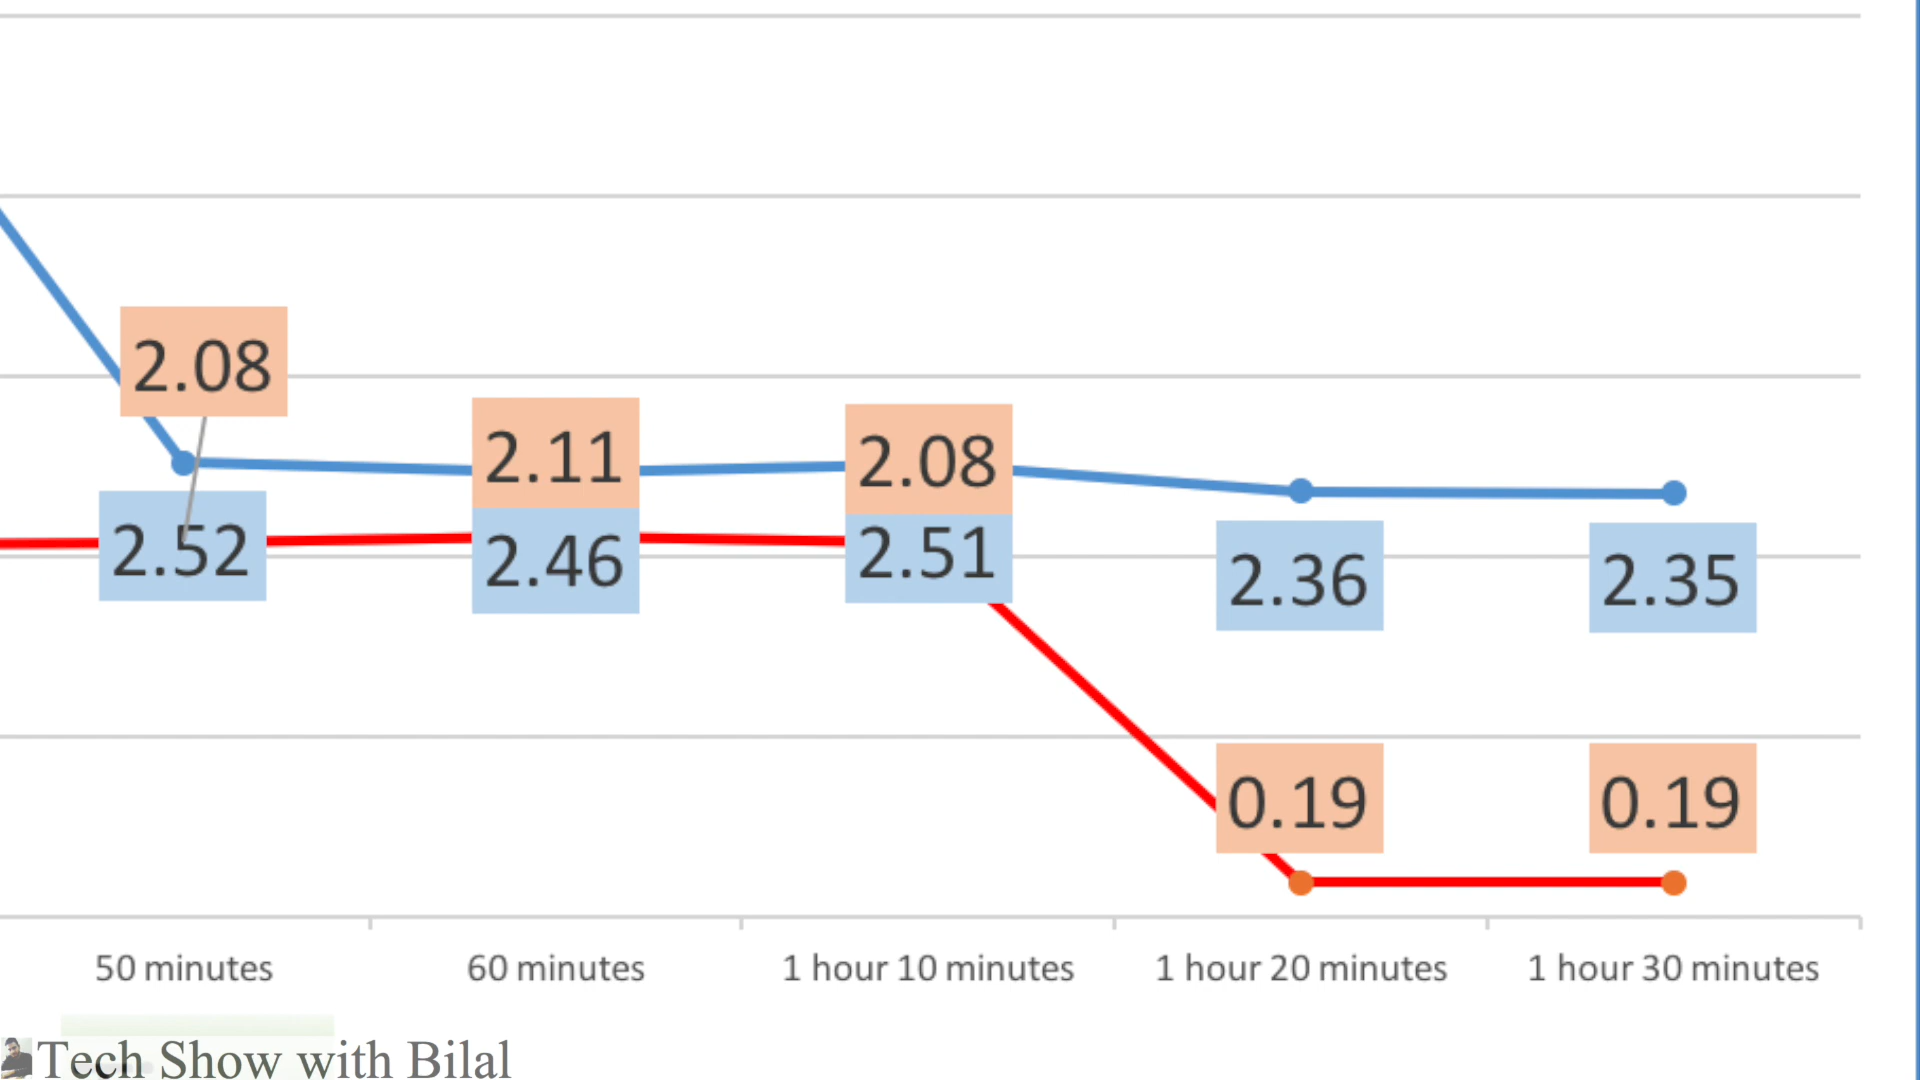 2.08
2.11 2.08
2.52 2.46 2.51 2.36 2.35
0.19 0.19
50 minutes 60 minutes 1 hour 10 minutes 1 hour 20 minutes 1 hour 30 minutes
Tech Show with Bilal